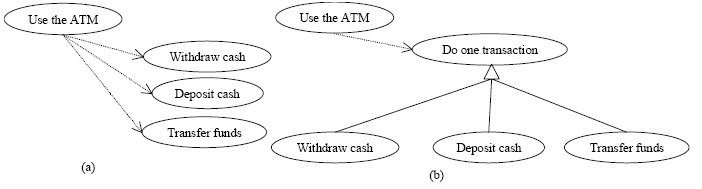 Use the ATM
Withdraw cash
Deposit cash
Transfer funds
(a)
Use the ATM
Do one transaction
Withdraw cash
Deposit cash
Transfer funds
(b)